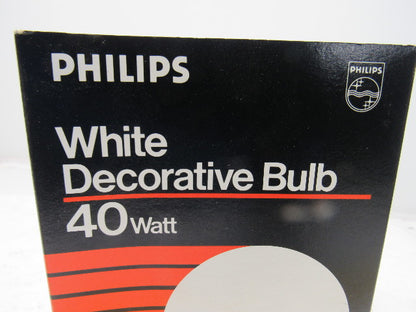 PHILIPS
PHILIPS
White
Decorative Bulb
40 Watt